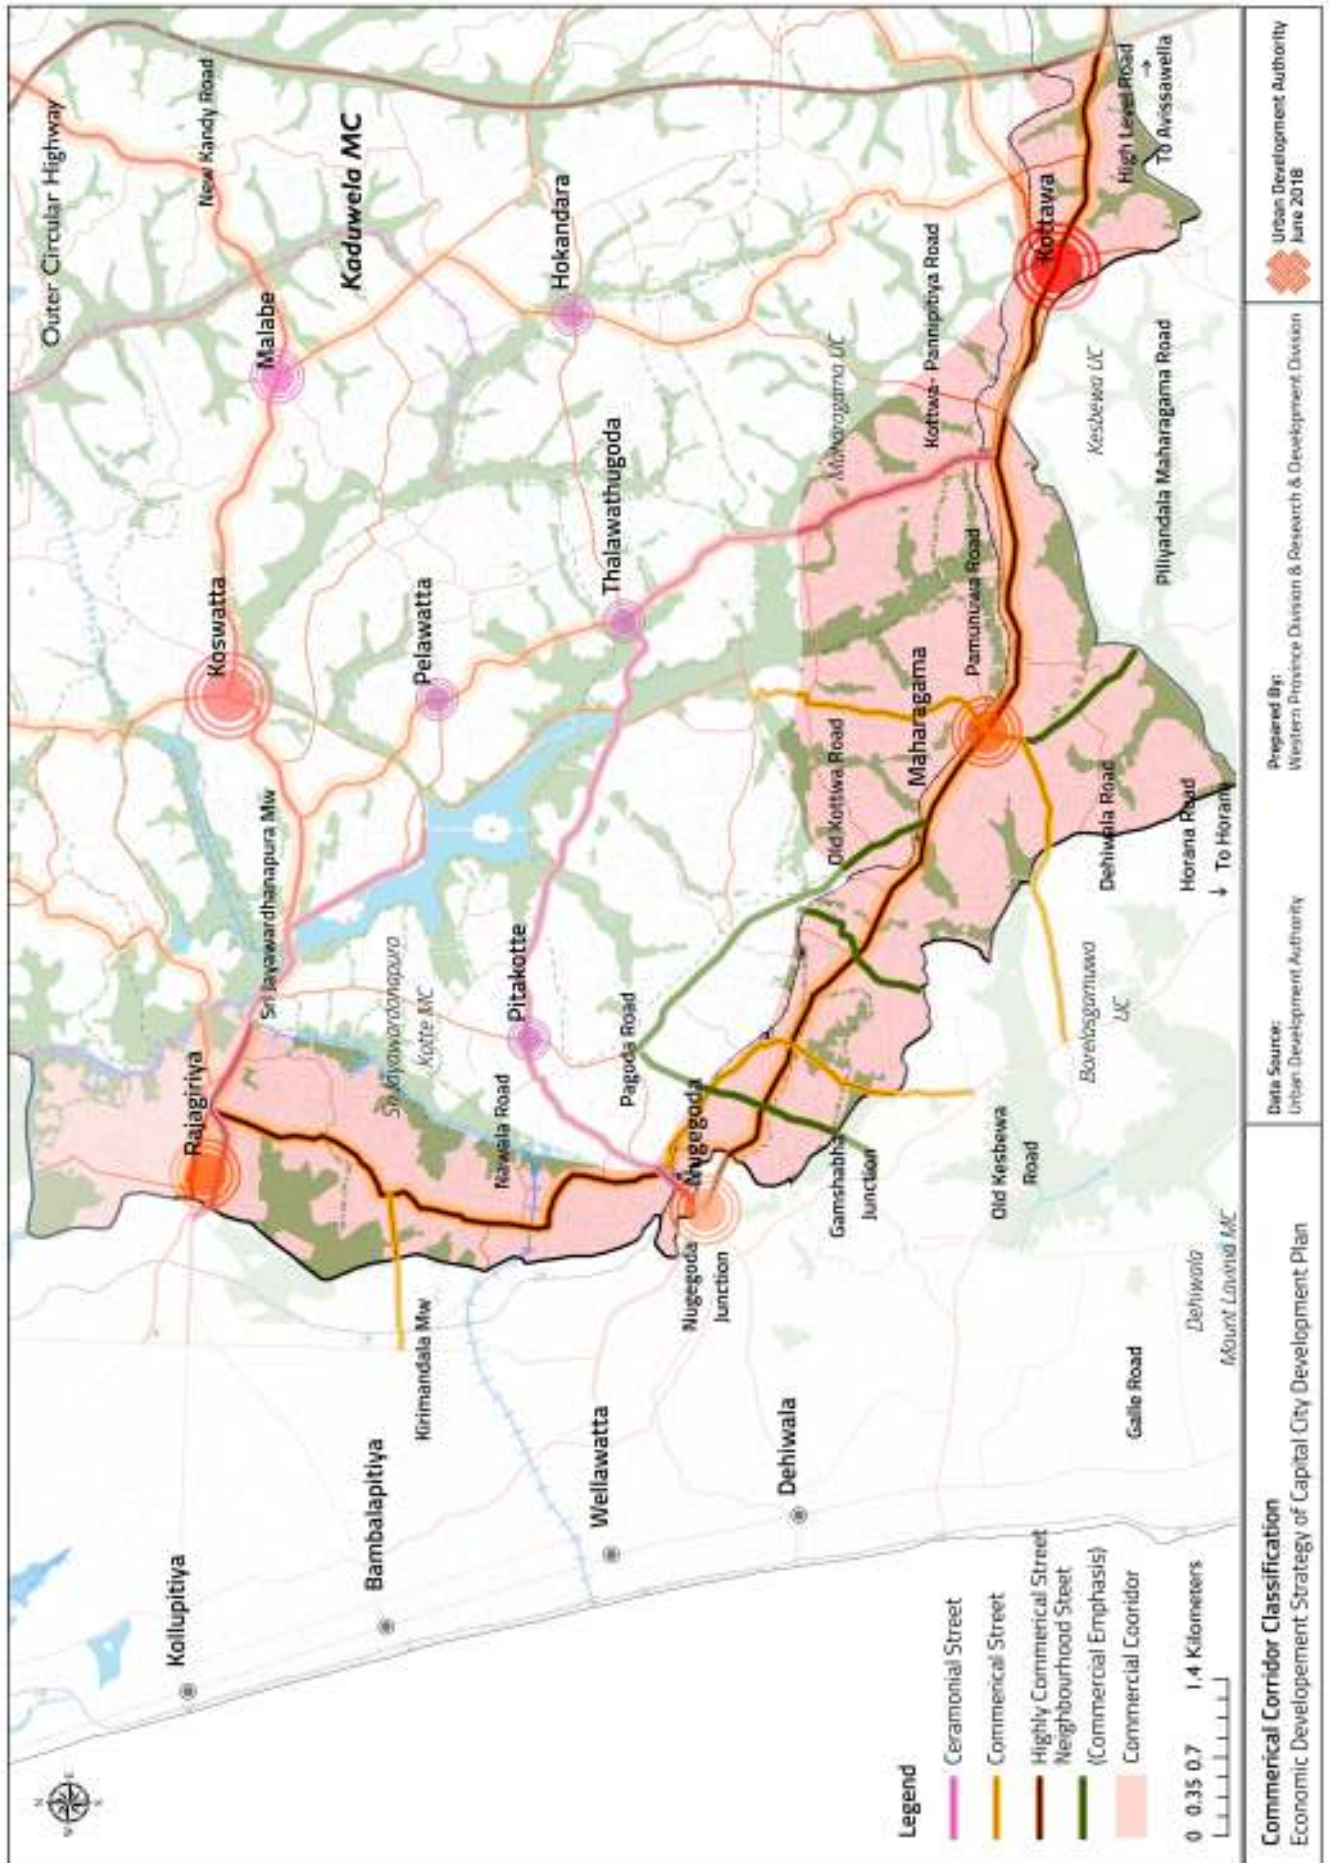 Outer Circular Highway
New Kandy Road
Kaduwela MC
Malabe
Hokandara
Koswatta
Pelawatta
Thalawathugoda
Kollupitiya
Bambalapitiya
Wellawatta
Dehiwala
Kirimandala Mw
Rajagiriya
Sri Jayawardhanapura Mw
Sri Jayawardanapura
Kotte MC
Nawala Road
Pitakotte
Pagoda Road
Nugegoda
Nugegoda
Junction
Gamshabha
Junction
Old Kesbewa
Road
Old Kottwa Road
Maharagama
Pamunuwa Road
Maharagama UC
Kottwa- Pannipitiya Road
Kottawa
High Level Road
→
To Avissawella
Kesbewa UC
Piliyandala Maharagama Road
Dehiwala Road
Horana Road
↓ To Horana
Boralasgamuwa
UC
Dehiwala
Mount Lavinia MC
Galle Road
N
E
S
W
Legend
Ceramonial Street
Commerical Street
Highly Commerical Street
Neighbourhod Steet
(Commercial Emphasis)
Commercial Cooridor
0 0.35 0.7 1.4 Kilometers
Commerical Corridor Classification
Economic Developement Strategy of Capital City Development Plan
Data Source:
Urban Development Authority
Prepared By:
Western Province Division & Research & Development Division
Urban Development Authority
June 2018